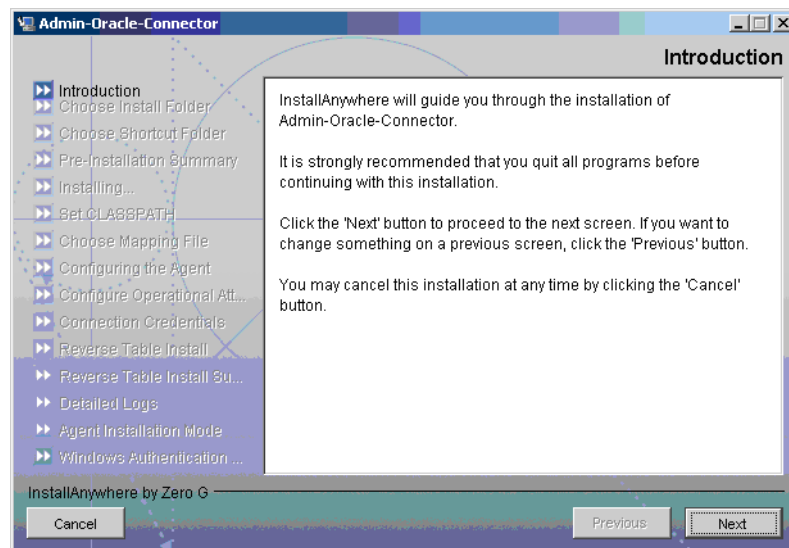 Admin-Oracle-Connector
Introduction
Introduction
Choose Install Folder
Choose Shortcut Folder
Pre-Installation Summary
Installing...
Set CLASSPATH
Choose Mapping File
Configuring the Agent
Configure Operational Att...
Connection Credentials
Reverse Table Install
Reverse Table Install Su...
Detailed Logs
Agent Installation Mode
Windows Authentication ...
InstallAnywhere will guide you through the installation of
Admin-Oracle-Connector.
It is strongly recommended that you quit all programs before
continuing with this installation.
Click the 'Next' button to proceed to the next screen. If you want to
change something on a previous screen, click the 'Previous' button.
You may cancel this installation at any time by clicking the 'Cancel'
button.
InstallAnywhere by Zero G
Cancel
Previous
Next